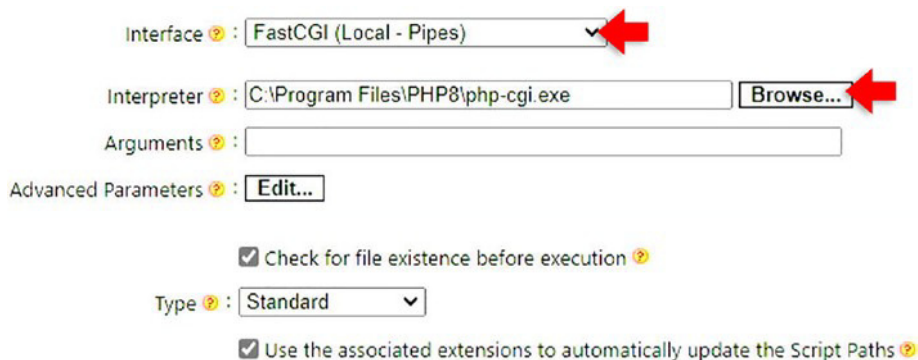 Interface ? : FastCGI (Local - Pipes)
Interpreter ? : C:\Program Files\PHP8\php-cgi.exe Browse...
Arguments ? :
Advanced Parameters ? : Edit...
Check for file existence before execution ?
Type ? : Standard
Use the associated extensions to automatically update the Script Paths ?